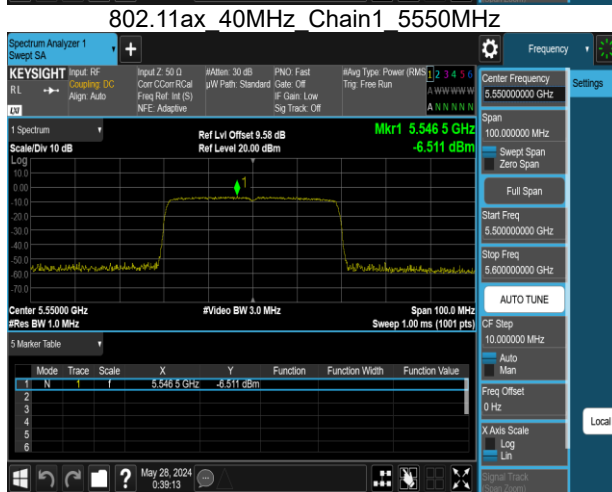 802.11ax_40MHz_Chain1_5550MHz
Spectrum Analyzer 1
Swept SA
Frequency
KEYSIGHT
RL
LXI
Input: RF
Coupling: DC
Align: Auto
Input Z: 50 Ω
Corr CCorr RCal
Freq Ref: Int (S)
NFE: Adaptive
#Atten: 30 dB
µW Path: Standard
PNO: Fast
Gate: Off
IF Gain: Low
Sig Track: Off
#Avg Type: Power (RMS
Trig: Free Run
1 2 3 4 5 6
A W W W W W
A N N N N N
Center Frequency
5.550000000 GHz
Settings
Span
100.000000 MHz
Swept Span
Zero Span
Full Span
Start Freq
5.500000000 GHz
Stop Freq
5.600000000 GHz
AUTO TUNE
CF Step
10.000000 MHz
Auto
Man
Freq Offset
0 Hz
X Axis Scale
Log
Lin
Signal Track
(Span Zoom)
Local
1 Spectrum
Scale/Div 10 dB
Ref Lvl Offset 9.58 dB
Ref Level 20.00 dBm
Mkr1 5.546 5 GHz
-6.511 dBm
Log
10.0
0.00
-10.0
-20.0
-30.0
-40.0
-50.0
-60.0
-70.0
1
Center 5.55000 GHz
#Res BW 1.0 MHz
#Video BW 3.0 MHz
Span 100.0 MHz
Sweep 1.00 ms (1001 pts)
5 Marker Table
Mode Trace Scale X Y Function Function Width Function Value
1 N 1 f 5.546 5 GHz -6.511 dBm
2
3
4
5
6
?
May 28, 2024
0:39:13